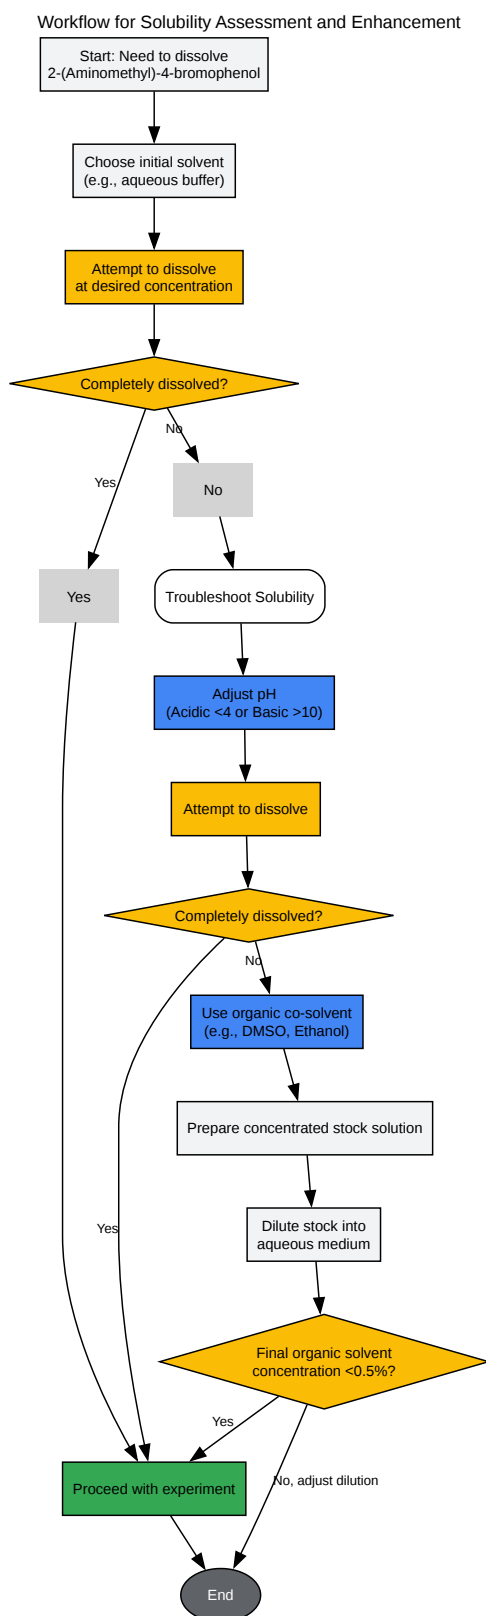 Workflow for Solubility Assessment and Enhancement
Start: Need to dissolve
2-(Aminomethyl)-4-bromophenol
Choose initial solvent
(e.g., aqueous buffer)
Attempt to dissolve
at desired concentration
Completely dissolved?
No
Yes
No
Yes
Troubleshoot Solubility
Adjust pH
(Acidic <4 or Basic >10)
Attempt to dissolve
Completely dissolved?
No
Use organic co-solvent
(e.g., DMSO, Ethanol)
Prepare concentrated stock solution
Yes
Dilute stock into
aqueous medium
Final organic solvent
concentration <0.5%?
Yes
No, adjust dilution
Proceed with experiment
End